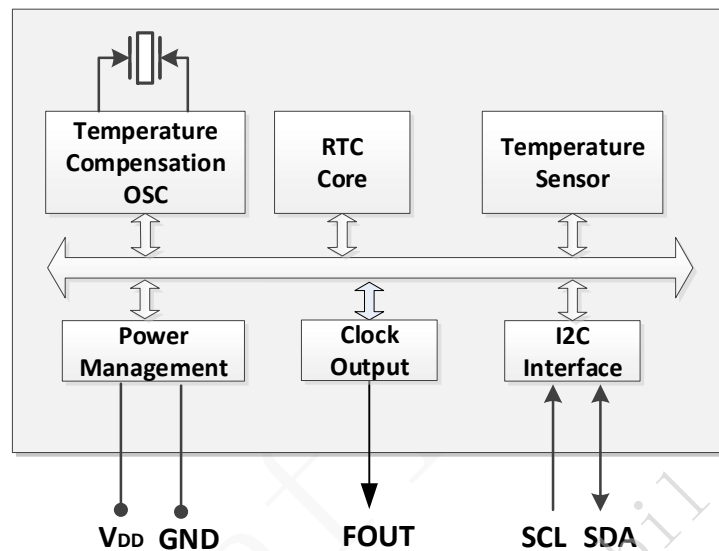 Temperature
Compensation
OSC
RTC
Core
Temperature
Sensor
Power
Management
Clock
Output
I2C
Interface
VDD GND FOUT SCL SDA